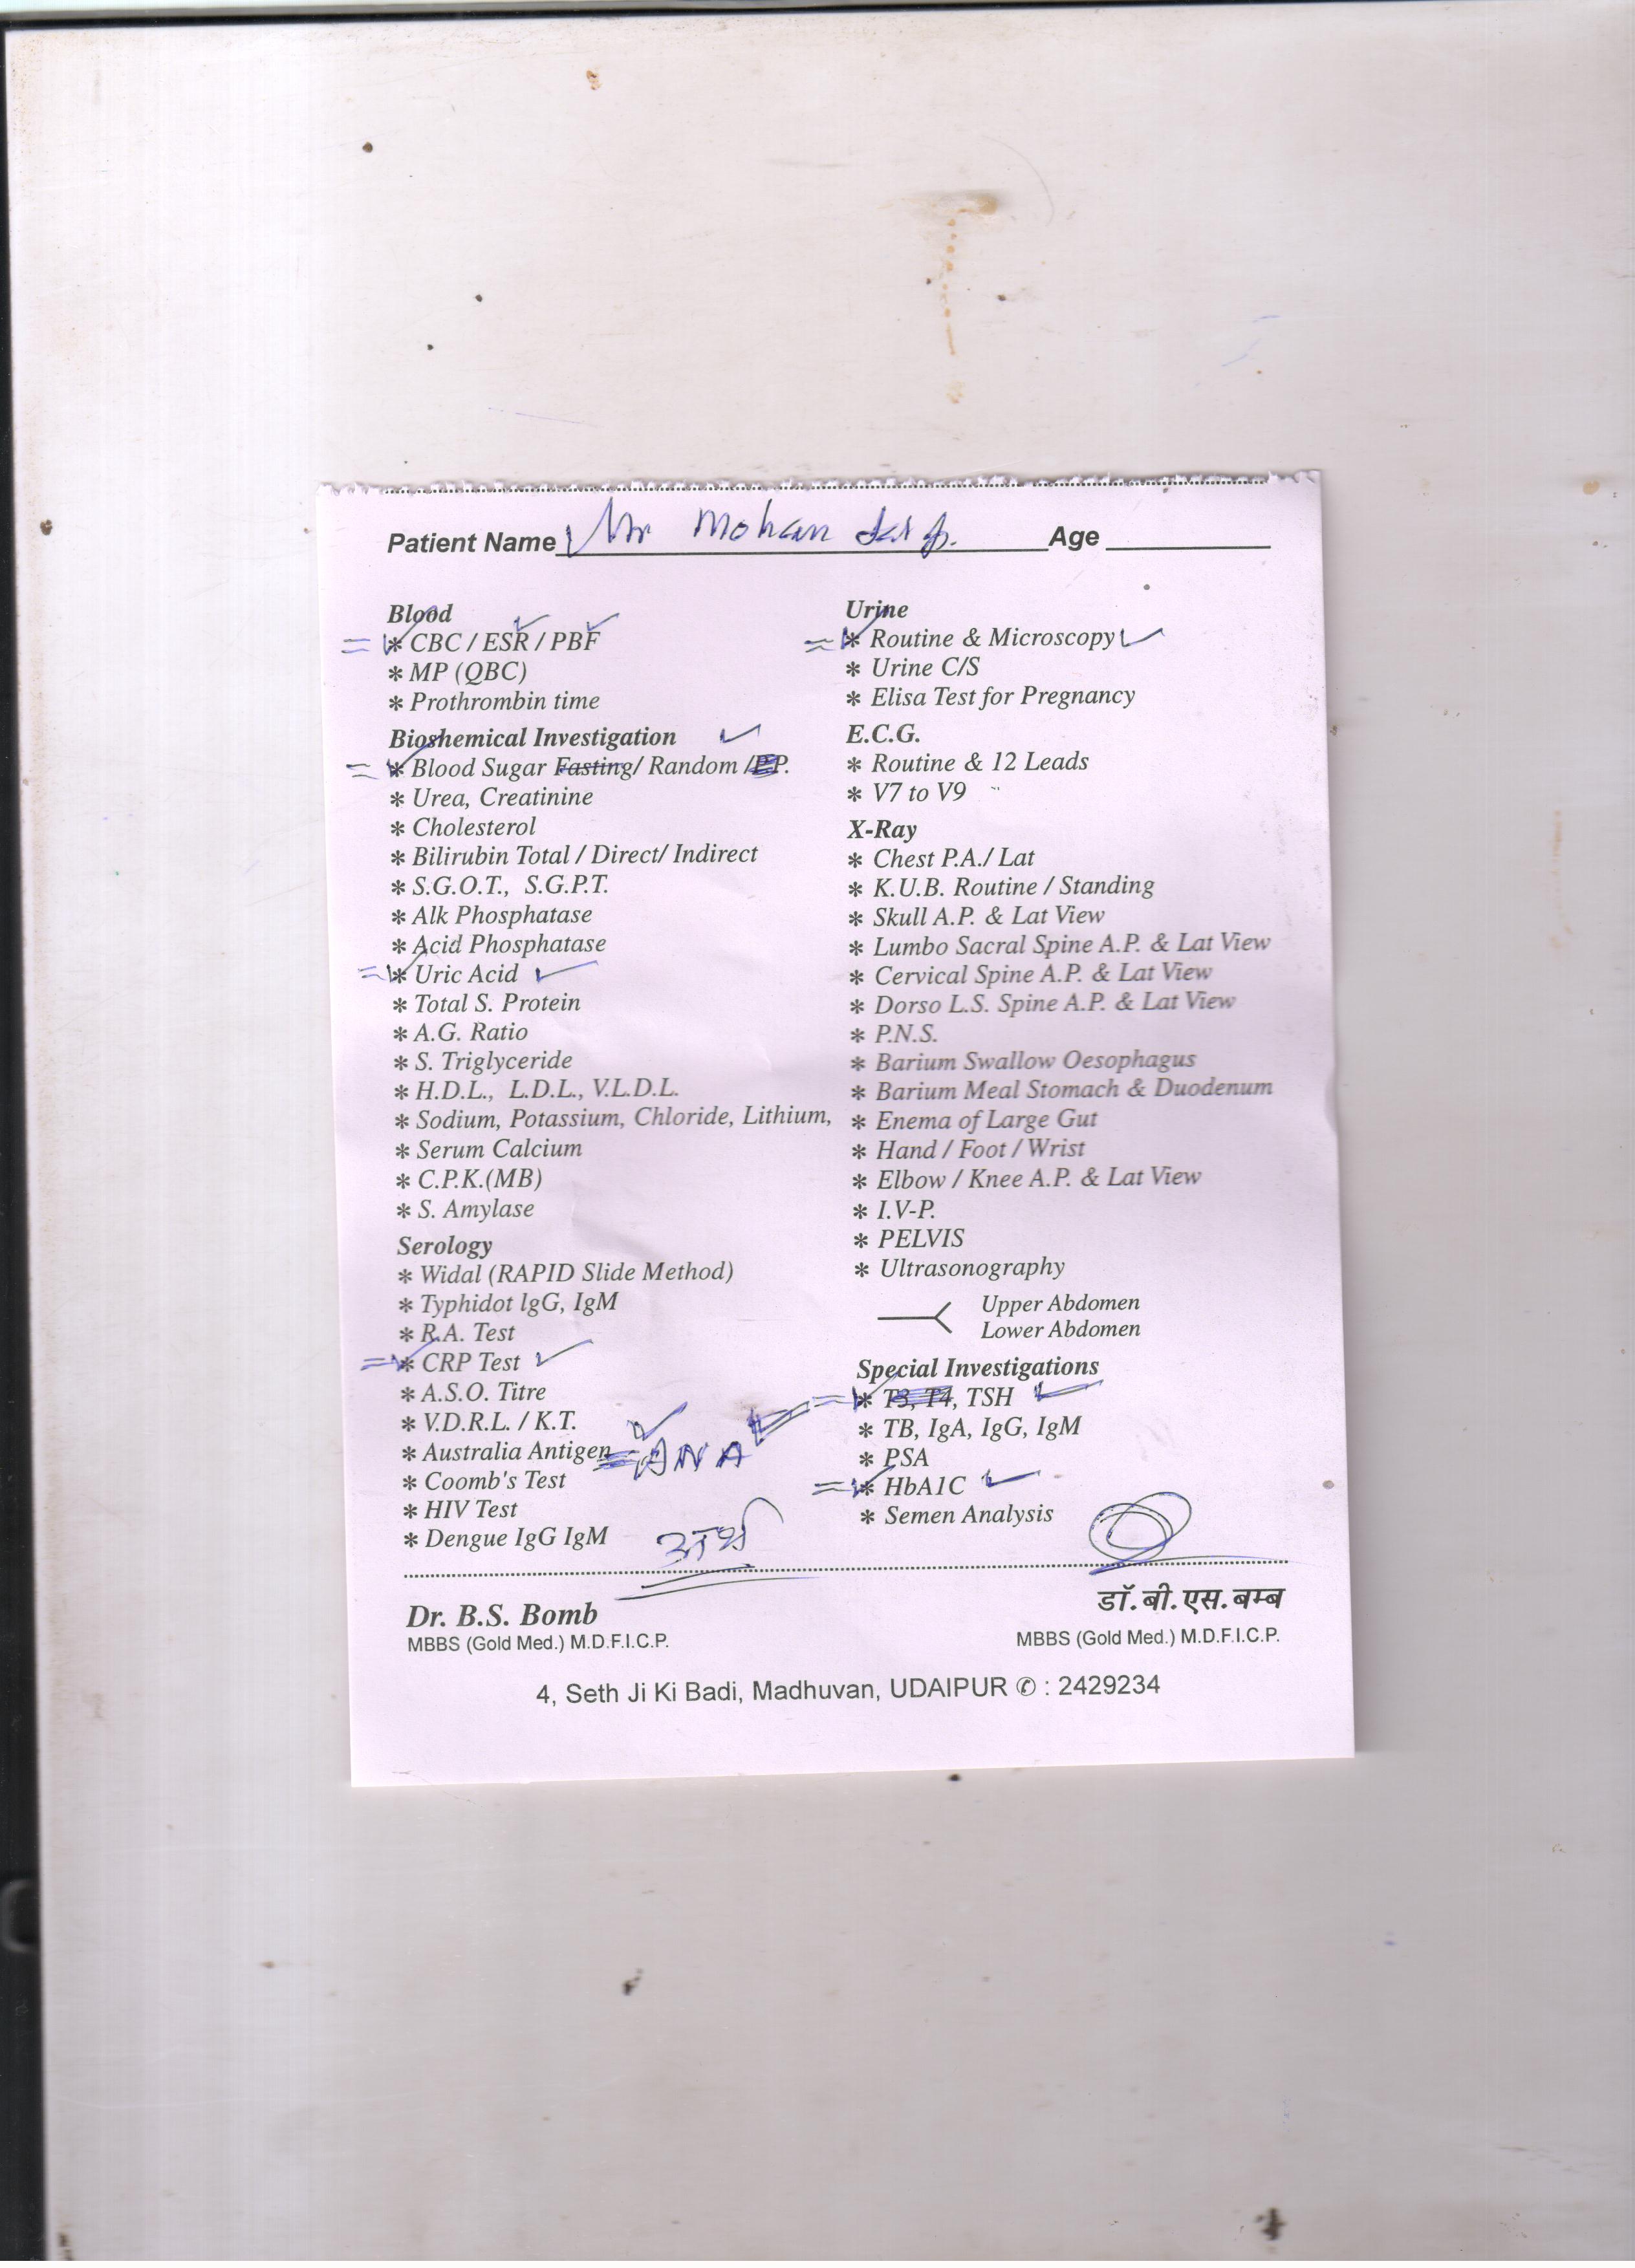 Patient Name Mr Mohan Age
Blood
* CBC / ESR / PBF
* MP (QBC)
* Prothrombin time
Bioshemical Investigation
* Blood Sugar Fasting/ Random /P.P.
* Urea, Creatinine
* Cholesterol
* Bilirubin Total / Direct/ Indirect
* S.G.O.T., S.G.P.T.
* Alk Phosphatase
* Acid Phosphatase
* Uric Acid
* Total S. Protein
* A.G. Ratio
* S. Triglyceride
* H.D.L., L.D.L., V.L.D.L.
* Sodium, Potassium, Chloride, Lithium,
* Serum Calcium
* C.P.K.(MB)
* S. Amylase
Serology
* Widal (RAPID Slide Method)
* Typhidot lgG, IgM
* R.A. Test
* CRP Test
* A.S.O. Titre
* V.D.R.L. / K.T.
* Australia Antigen
ANA
* Coomb's Test
* HIV Test
* Dengue IgG IgM
Urine
* Routine & Microscopy
* Urine C/S
* Elisa Test for Pregnancy
E.C.G.
* Routine & 12 Leads
* V7 to V9
X-Ray
* Chest P.A./ Lat
* K.U.B. Routine / Standing
* Skull A.P. & Lat View
* Lumbo Sacral Spine A.P. & Lat View
* Cervical Spine A.P. & Lat View
* Dorso L.S. Spine A.P. & Lat View
* P.N.S.
* Barium Swallow Oesophagus
* Barium Meal Stomach & Duodenum
* Enema of Large Gut
* Hand / Foot / Wrist
* Elbow / Knee A.P. & Lat View
* I.V-P.
* PELVIS
* Ultrasonography
Upper Abdomen
Lower Abdomen
Special Investigations
* T3, T4, TSH
* TB, IgA, IgG, IgM
* PSA
* HbA1C
* Semen Analysis
Dr. B.S. Bomb
MBBS (Gold Med.) M.D.F.I.C.P.
डॉ. बी. एस. बम्ब
MBBS (Gold Med.) M.D.F.I.C.P.
4, Seth Ji Ki Badi, Madhuvan, UDAIPUR ✆ : 2429234